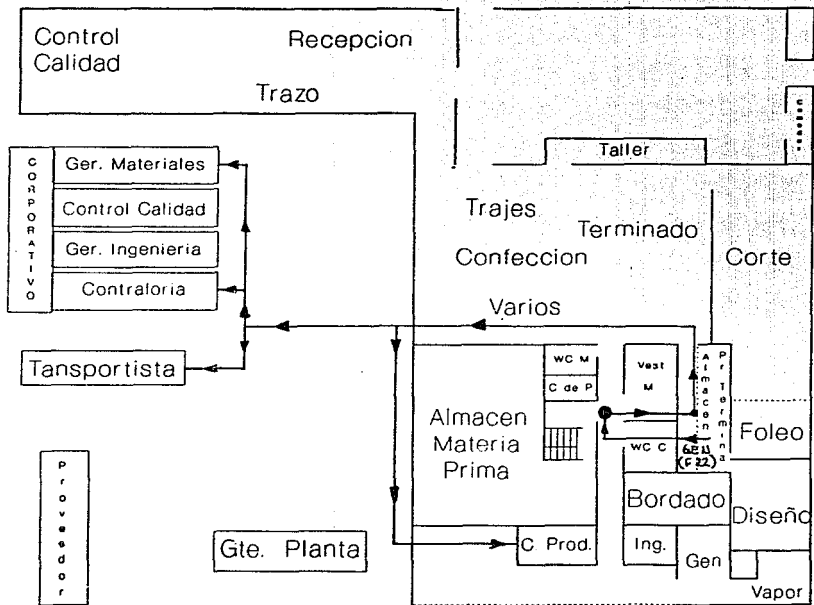 Control
Calidad
Recepcion
Trazo
Taller
CORPORATIVO
Ger. Materiales
Control Calidad
Ger. Ingenieria
Contraloria
Trajes
Terminado
Confeccion
Corte
Varios
Tansportista
WC M
C de P
Vest
M
Almacen
Pr Termina
Almacen
Materia
Prima
WC C
(F22)
Foleo
Bordado
Diseño
Proveedor
Gte. Planta
C. Prod.
Ing.
Gen
Vapor